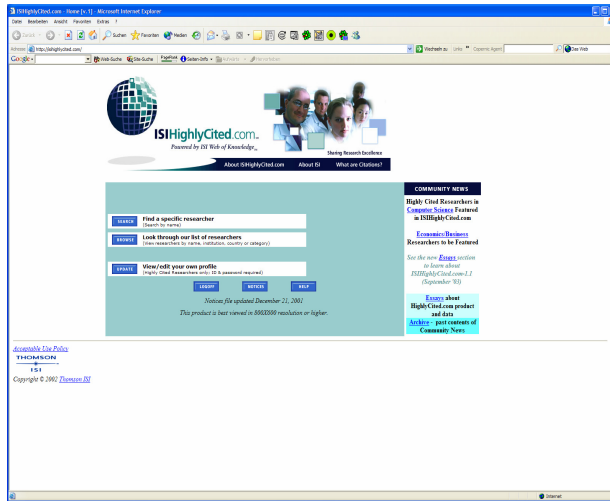 ISIHighlyCited.com - Home [v.1] - Microsoft Internet Explorer
Datei Bearbeiten Ansicht Favoriten Extras ?
Zurück Suchen Favoriten Medien
Adresse http://isihighlycited.com/ Wechseln zu Links Copernic Agent Das Web
Google Web-Suche Site-Suche PageRank Seiten-Info
ISIHighlyCited.com
Powered by ISI Web of Knowledge
Sharing Research Excellence
About ISIHighlyCited.com About ISI What are Citations?
SEARCH Find a specific researcher
(Search by name)
BROWSE Look through our list of researchers
(View researchers by name, institution, country or category)
UPDATE View/edit your own profile
(Highly Cited Researchers only; ID & password required)
LOGOFF NOTICES HELP
Notices file updated December 21, 2001
This product is best viewed in 800X600 resolution or higher.
COMMUNITY NEWS
Highly Cited Researchers in
Computer Science Featured
in ISIHighlyCited.com
Economics/Business
Researchers to be Featured
See the new Essays section
to learn about
ISIHighlyCited.com-1.1
(September '03)
Essays about
HighlyCited.com product
and data
Archive - past contents of
Community News
Acceptable Use Policy
THOMSON
ISI
Copyright © 2002 Thomson ISI
Internet